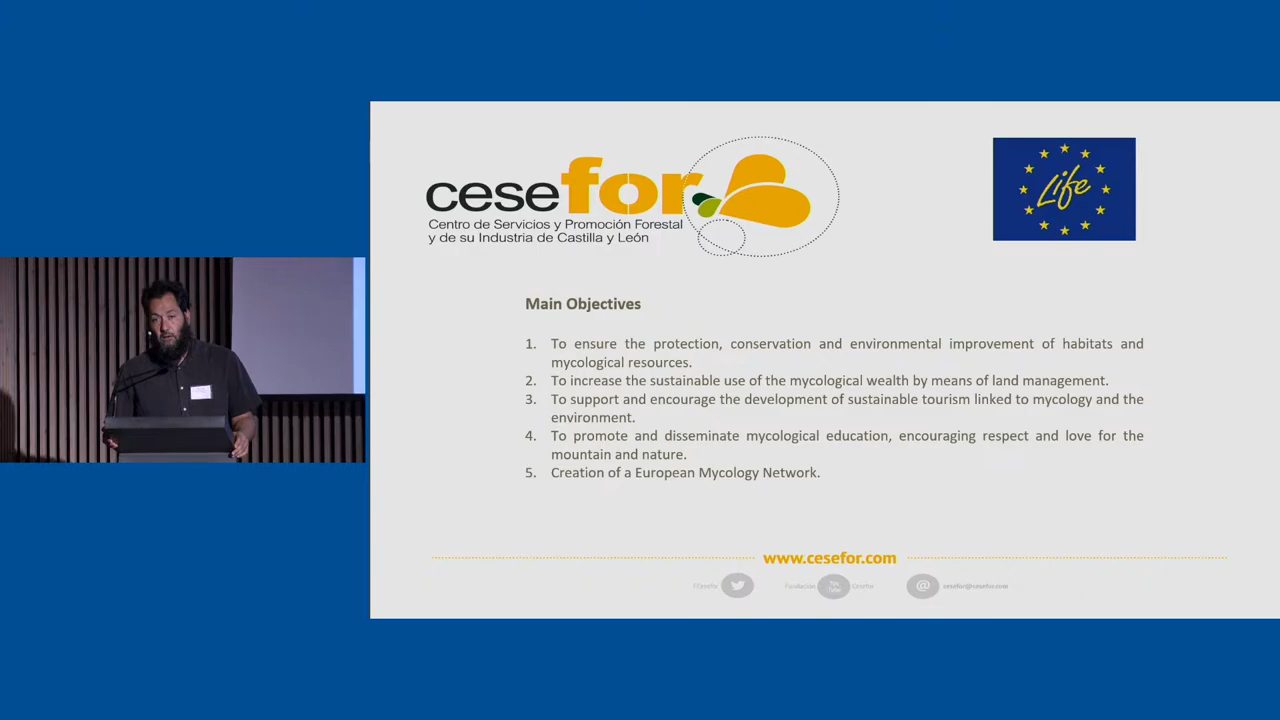 cesefor
Centro de Servicios y Promoción Forestal
y de su Industria de Castilla y León
Life
Main Objectives
1. To ensure the protection, conservation and environmental improvement of habitats and
mycological resources.
2. To increase the sustainable use of the mycological wealth by means of land management.
3. To support and encourage the development of sustainable tourism linked to mycology and the
environment.
4. To promote and disseminate mycological education, encouraging respect and love for the
mountain and nature.
5. Creation of a European Mycology Network.
www.cesefor.com
Fundación
cesefor@cesefor.com